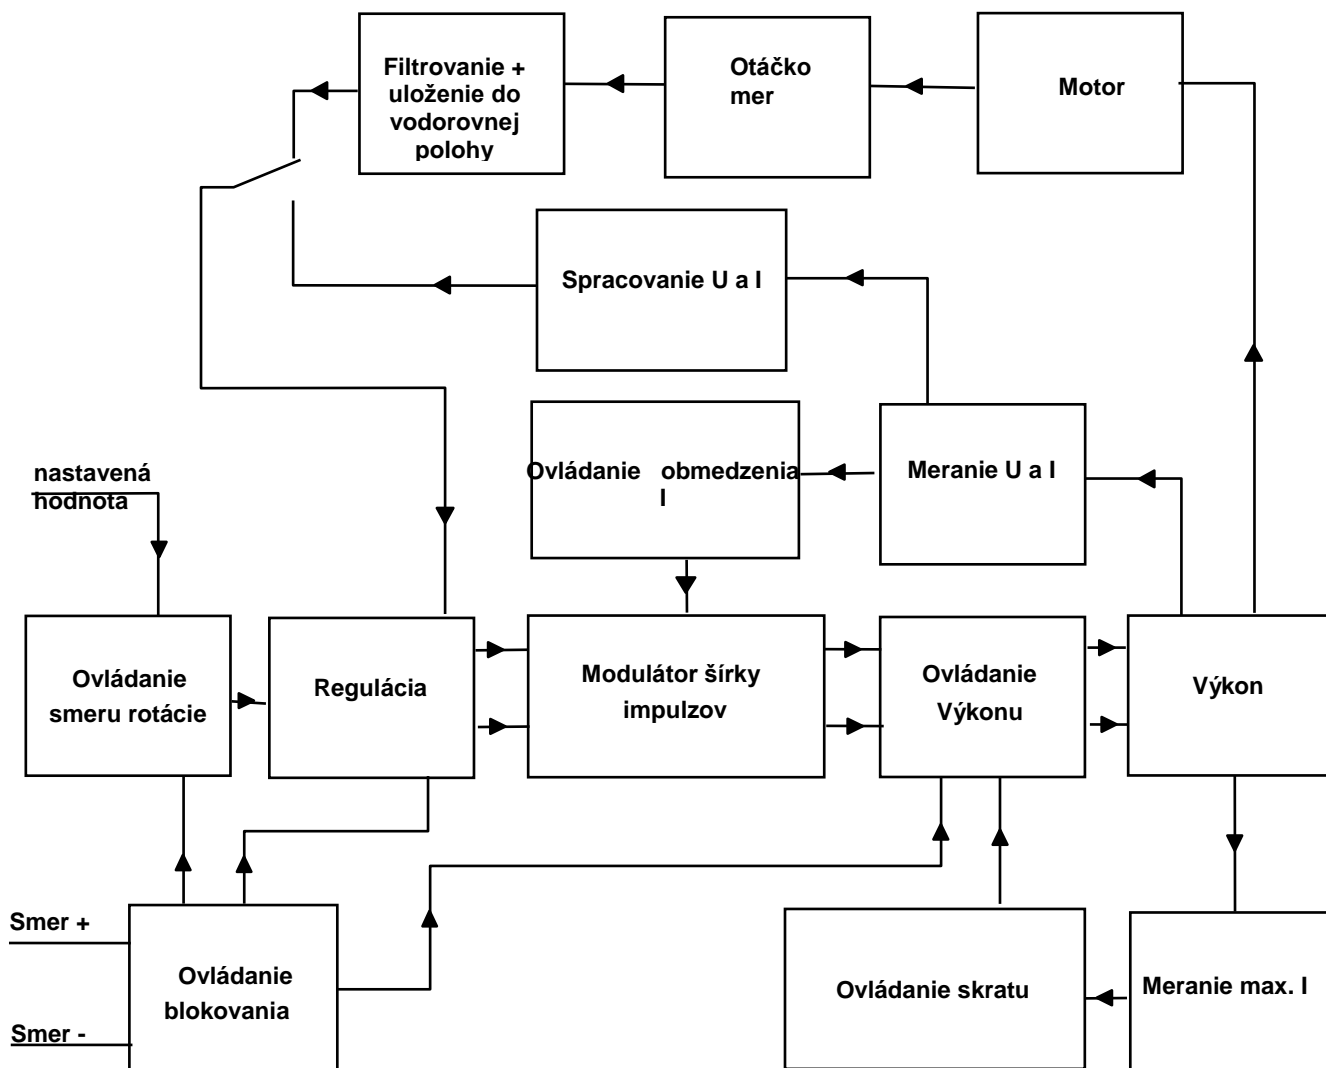 Filtrovanie +
uloženie do
vodorovnej
polohy
Otáčko
mer
Motor
Spracovanie U a I
Ovládanie obmedzenia
I
Meranie U a I
nastavená
hodnota
Ovládanie
smeru rotácie
Regulácia
Modulátor šírky
impulzov
Ovládanie
Výkonu
Výkon
Smer +
Smer -
Ovládanie
blokovania
Ovládanie skratu
Meranie max. I